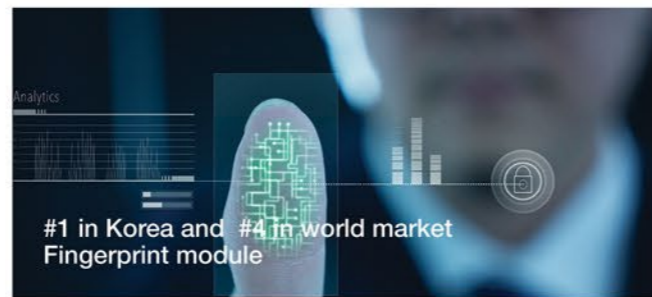 Analytics
#1 in Korea and #4 in world market
Fingerprint module